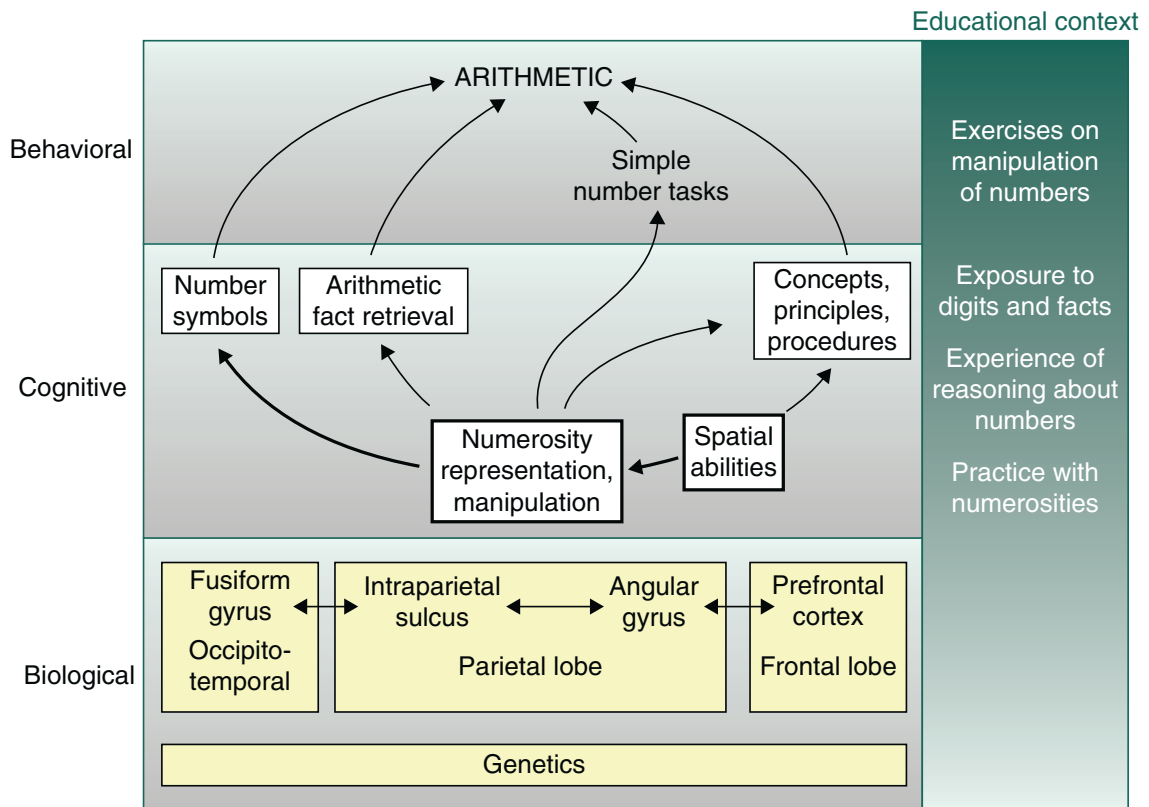 Educational context
Behavioral
ARITHMETIC
Simple
number tasks
Exercises on
manipulation
of numbers
Cognitive
Number
symbols
Arithmetic
fact retrieval
Concepts,
principles,
procedures
Numerosity
representation,
manipulation
Spatial
abilities
Exposure to
digits and facts
Experience of
reasoning about
numbers
Practice with
numerosities
Biological
Fusiform
gyrus
Occipito-
temporal
Intraparietal
sulcus
Angular
gyrus
Parietal lobe
Prefrontal
cortex
Frontal lobe
Genetics